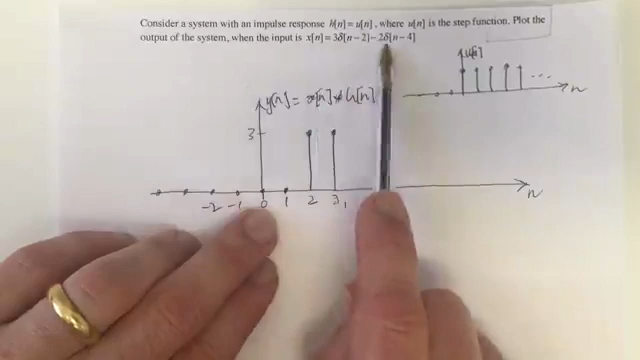 Consider a system with an impulse response h[n] = u[n], where u[n] is the step function. Plot the
output of the system, when the input is x[n] = 3δ[n − 2] − 2δ[n − 4]
u[n]
n
y[n] = x[n] * h[n]
3
-2 -1 0 1 2 3 n